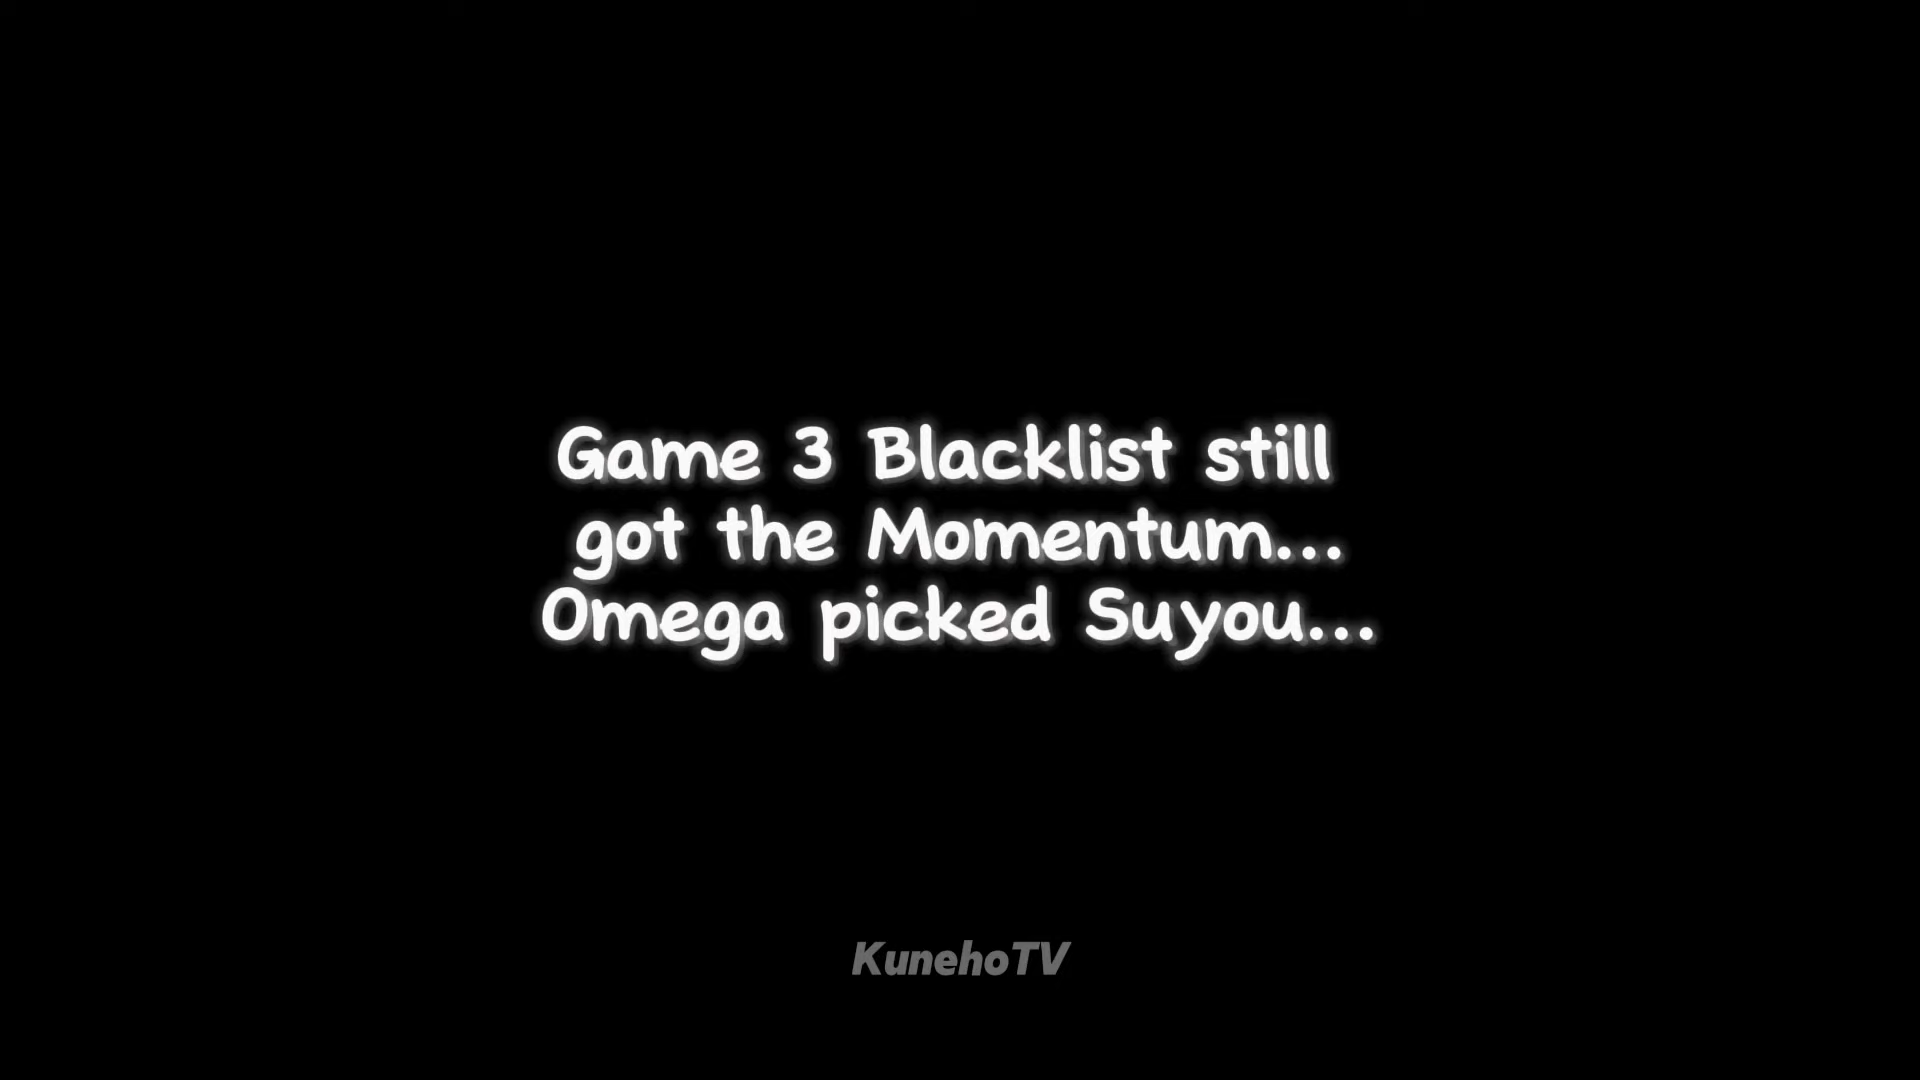 Game 3 Blacklist still
got the Momentum...
Omega picked Suyou...
KunehoTV